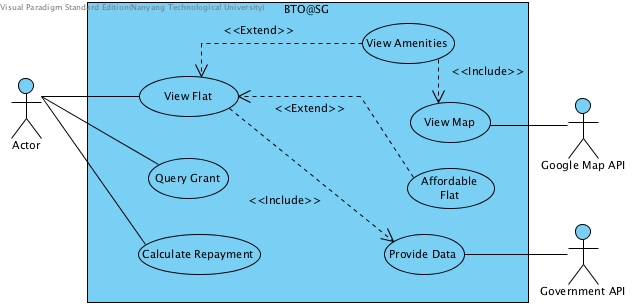 Visual Paradigm Standard Edition(Nanyang Technological University)
BTO@SG
<<Extend>>
View Amenities
<<Include>>
View Flat
<<Extend>>
View Map
Actor
Google Map API
Query Grant
Affordable
Flat
<<Include>>
Calculate Repayment
Provide Data
Government API